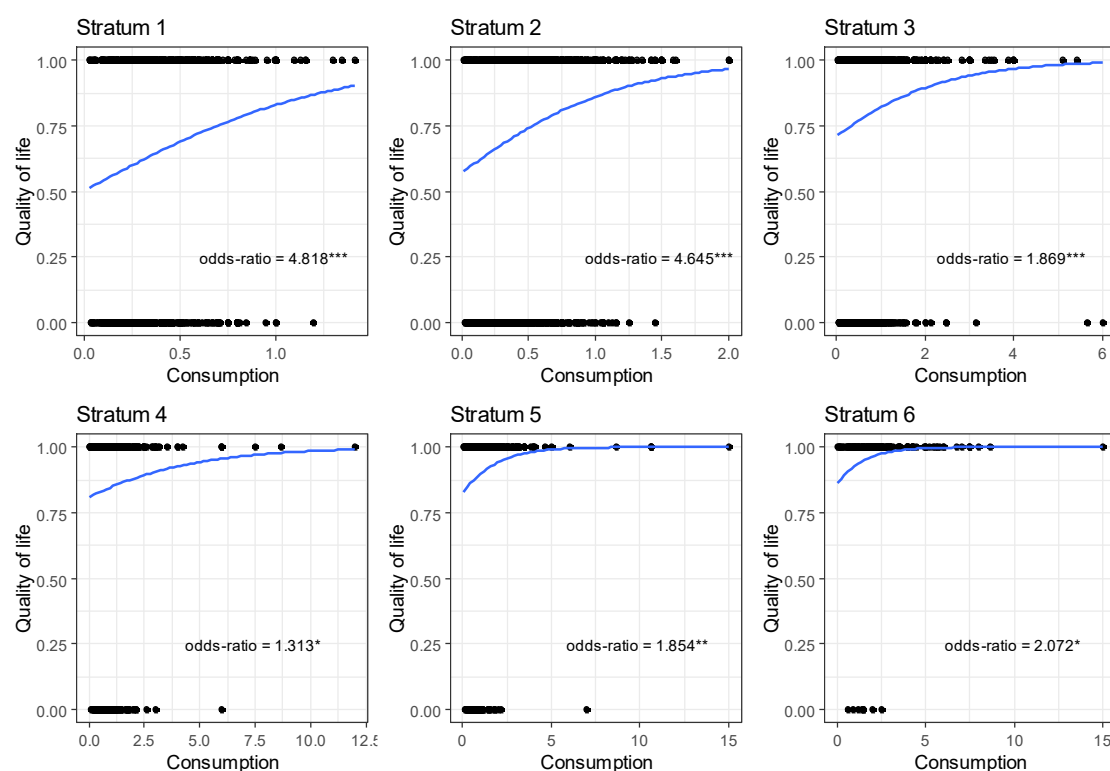 Stratum 1
Quality of life
1.00
0.75
0.50
0.25
0.00
odds-ratio = 4.818***
0.0 0.5 1.0
Consumption
Stratum 2
Quality of life
1.00
0.75
0.50
0.25
0.00
odds-ratio = 4.645***
0.0 0.5 1.0 1.5 2.0
Consumption
Stratum 3
Quality of life
1.00
0.75
0.50
0.25
0.00
odds-ratio = 1.869***
0 2 4 6
Consumption
Stratum 4
Quality of life
1.00
0.75
0.50
0.25
0.00
odds-ratio = 1.313*
0.0 2.5 5.0 7.5 10.0 12.5
Consumption
Stratum 5
Quality of life
1.00
0.75
0.50
0.25
0.00
odds-ratio = 1.854**
0 5 10 15
Consumption
Stratum 6
Quality of life
1.00
0.75
0.50
0.25
0.00
odds-ratio = 2.072*
0 5 10 15
Consumption